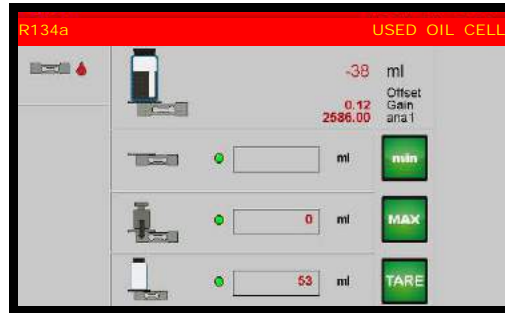 R134a USED OIL CELL
-38 ml
Offset
0.12 Gain
2586.00 ana1
ml min
0 ml MAX
53 ml TARE